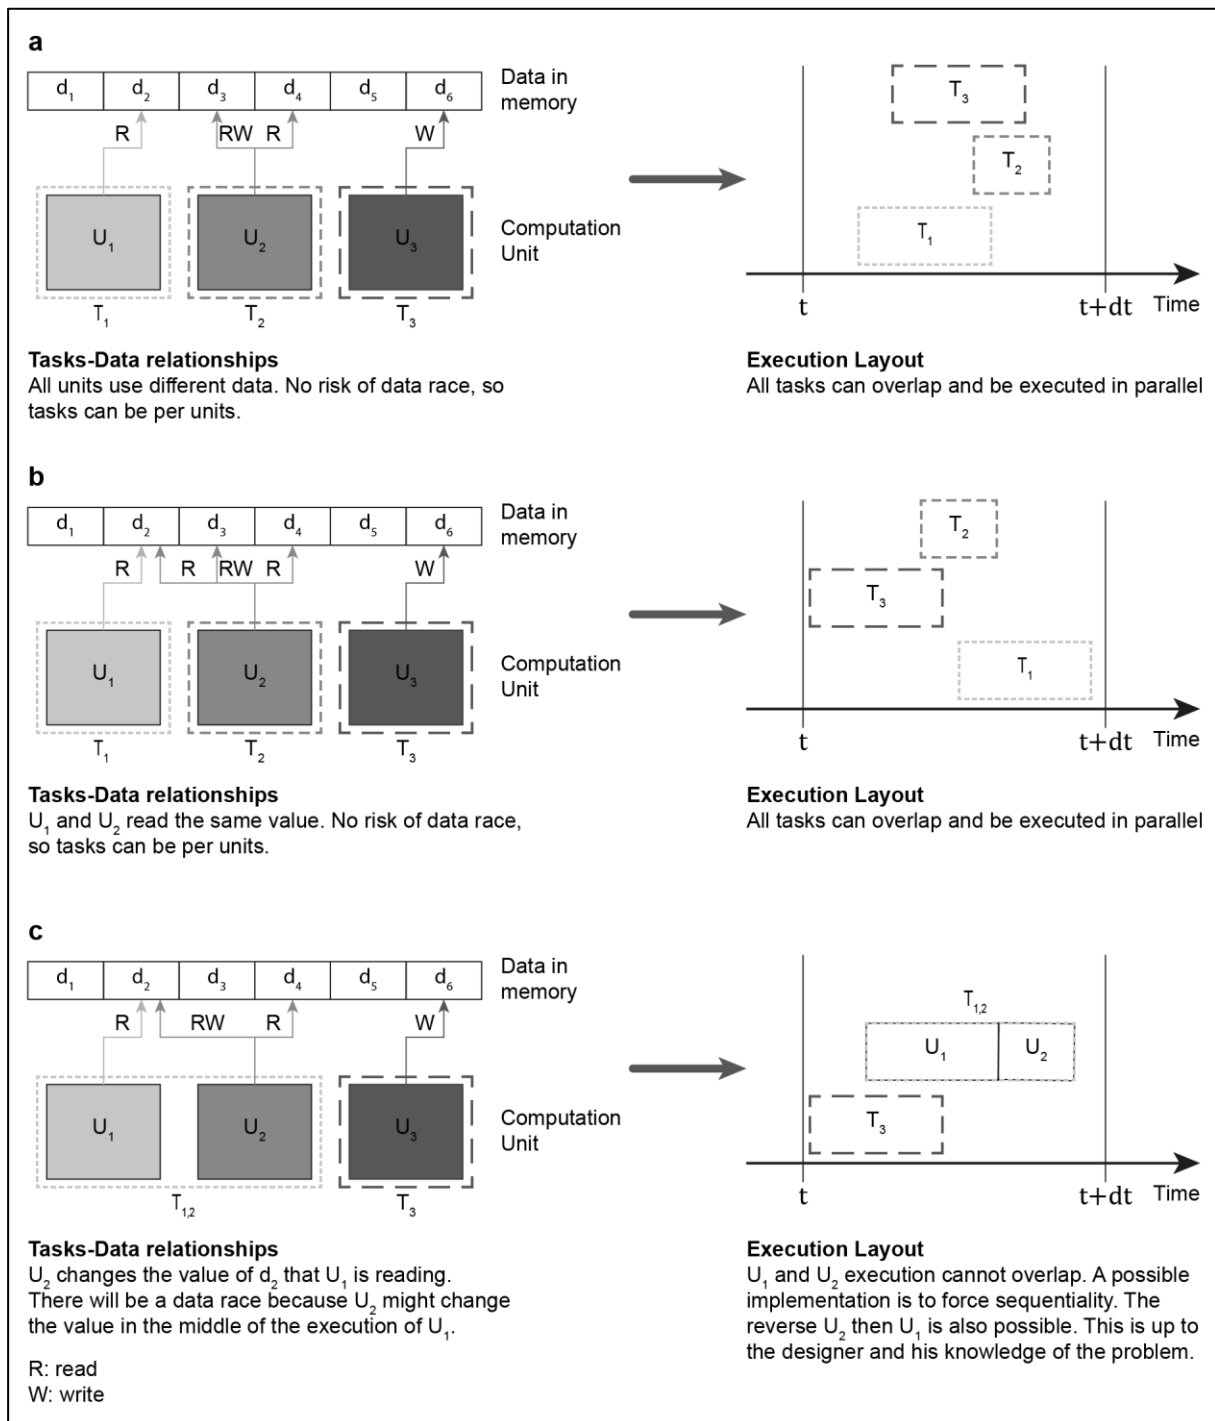 a
d₁ d₂ d₃ d₄ d₅ d₆
Data in
memory
R RW R W
U₁ U₂ U₃
Computation
Unit
T₁ T₂ T₃
Tasks-Data relationships
All units use different data. No risk of data race, so
tasks can be per units.
T₃
T₂
T₁
t t+dt Time
Execution Layout
All tasks can overlap and be executed in parallel
b
d₁ d₂ d₃ d₄ d₅ d₆
Data in
memory
R R RW R W
U₁ U₂ U₃
Computation
Unit
T₁ T₂ T₃
Tasks-Data relationships
U₁ and U₂ read the same value. No risk of data race,
so tasks can be per units.
T₂
T₃
T₁
t t+dt Time
Execution Layout
All tasks can overlap and be executed in parallel
c
d₁ d₂ d₃ d₄ d₅ d₆
Data in
memory
R RW R W
U₁ U₂ U₃
Computation
Unit
T₁,₂ T₃
Tasks-Data relationships
U₂ changes the value of d₂ that U₁ is reading.
There will be a data race because U₂ might change
the value in the middle of the execution of U₁.
R: read
W: write
T₁,₂
U₁ U₂
T₃
t t+dt Time
Execution Layout
U₁ and U₂ execution cannot overlap. A possible
implementation is to force sequentiality. The
reverse U₂ then U₁ is also possible. This is up to
the designer and his knowledge of the problem.